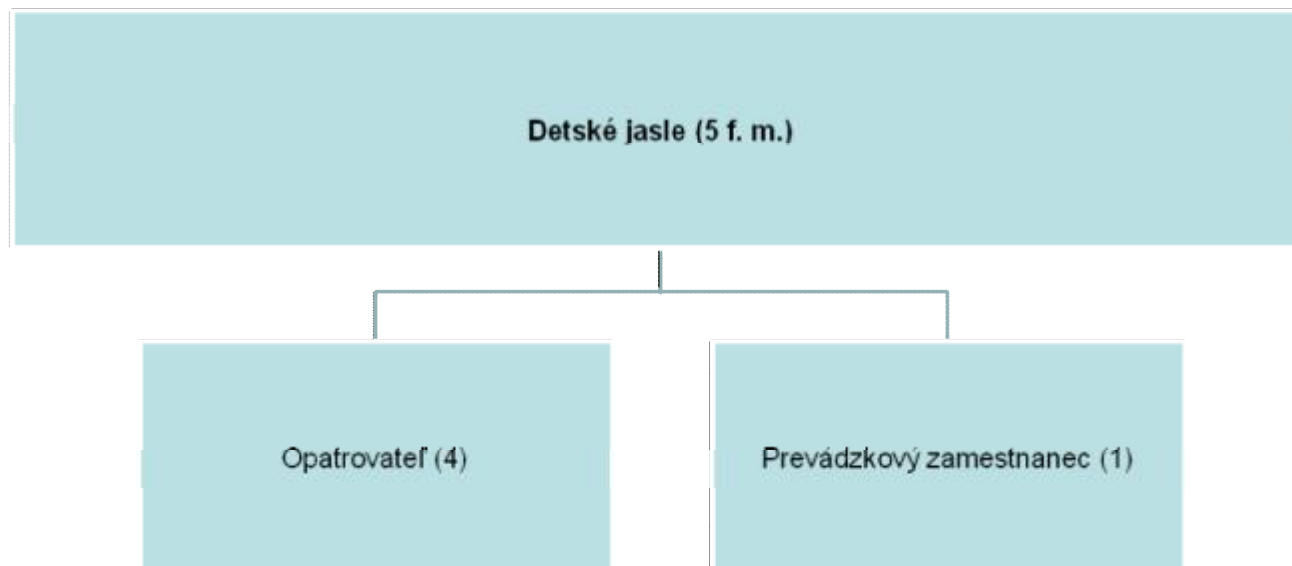 Detské jasle (5 f. m.)
Opatrovateľ (4)
Prevádzkový zamestnanec (1)